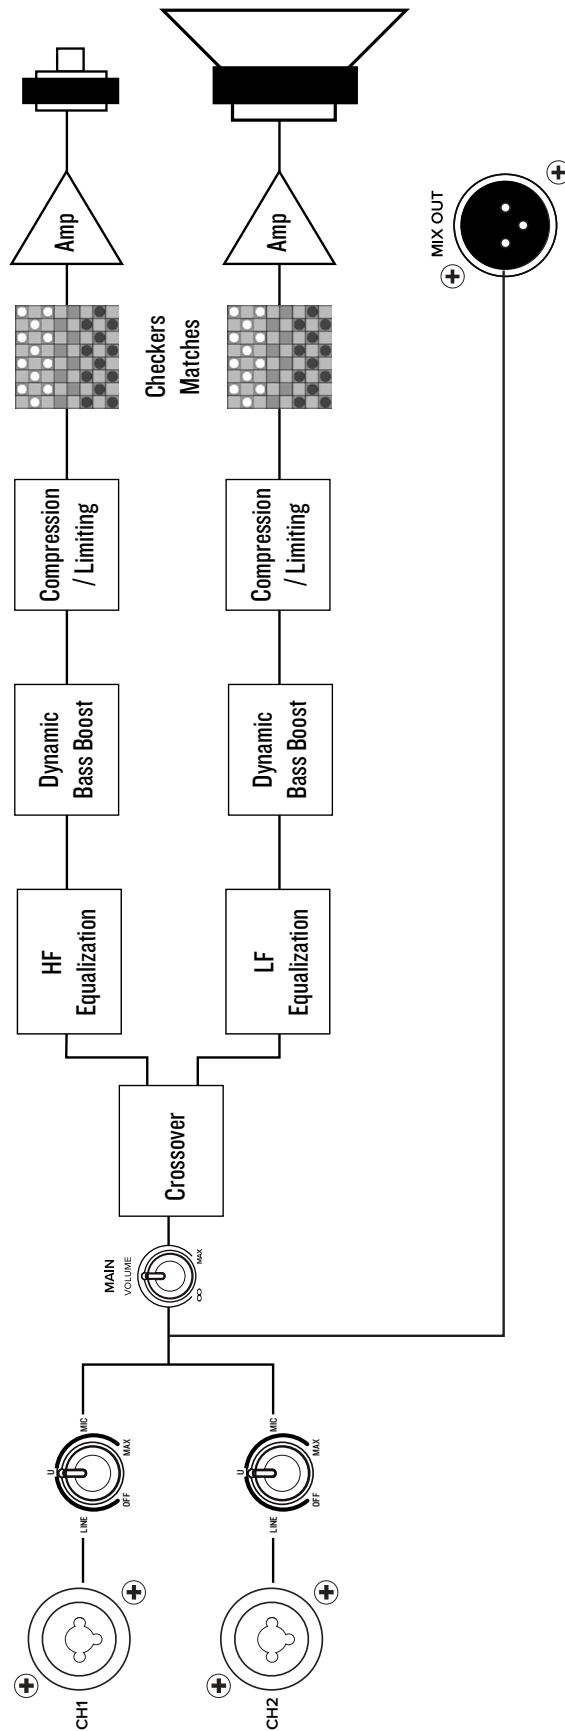 CH1
LINE
U
MIC
OFF
MAX
CH2
LINE
U
MIC
OFF
MAX
MAIN
VOLUME
∞
MAX
Crossover
HF
Equalization
Dynamic
Bass Boost
Compression
/ Limiting
Checkers
Matches
Amp
LF
Equalization
Dynamic
Bass Boost
Compression
/ Limiting
Amp
MIX OUT